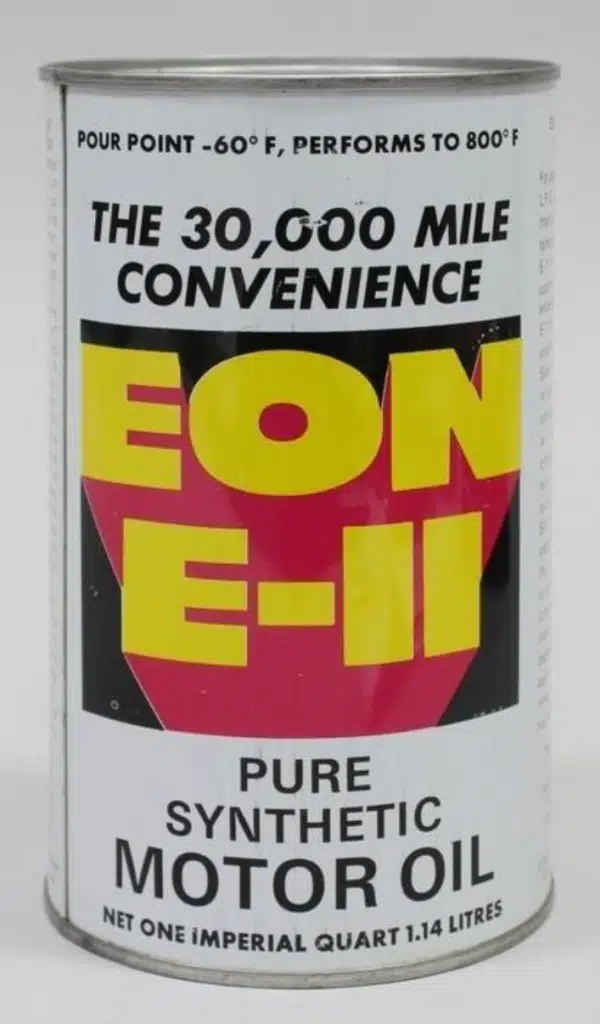 POUR POINT -60° F, PERFORMS TO 800° F
THE 30,000 MILE
CONVENIENCE
EON
E-II
PURE
SYNTHETIC
MOTOR OIL
NET ONE iMPERIAL QUART 1.14 LITRES